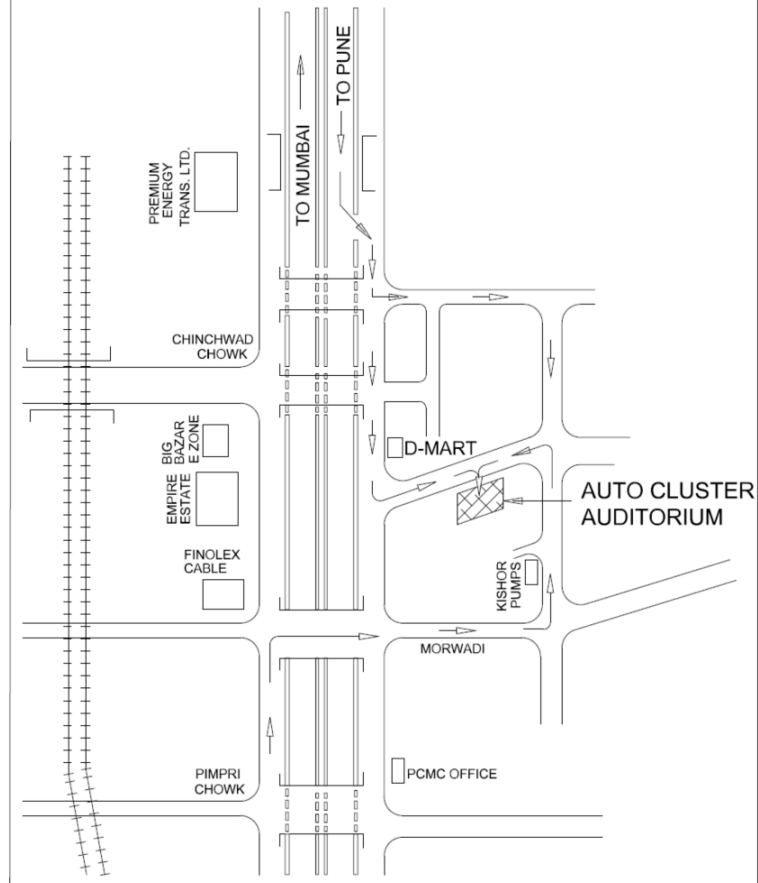 TO MUMBAI
TO PUNE
PREMIUM
ENERGY
TRANS. LTD.
CHINCHWAD
CHOWK
BIG
BAZAR
E ZONE
D-MART
EMPIRE
ESTATE
AUTO CLUSTER
AUDITORIUM
FINOLEX
CABLE
KISHOR
PUMPS
MORWADI
PIMPRI
CHOWK
PCMC OFFICE